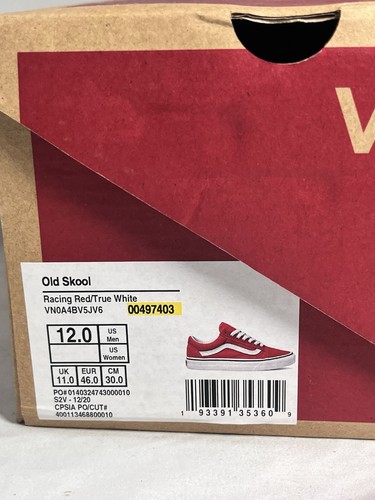 V
Old Skool
Racing Red/True White
VN0A4BV5JV6 00497403
12.0 US Men
US Women
UK 11.0 EUR 46.0 CM 30.0
PO# 0140324743000010
S2V - 12/20
CPSIA PO/CUT#
400113468800010
1 93391 35360 9